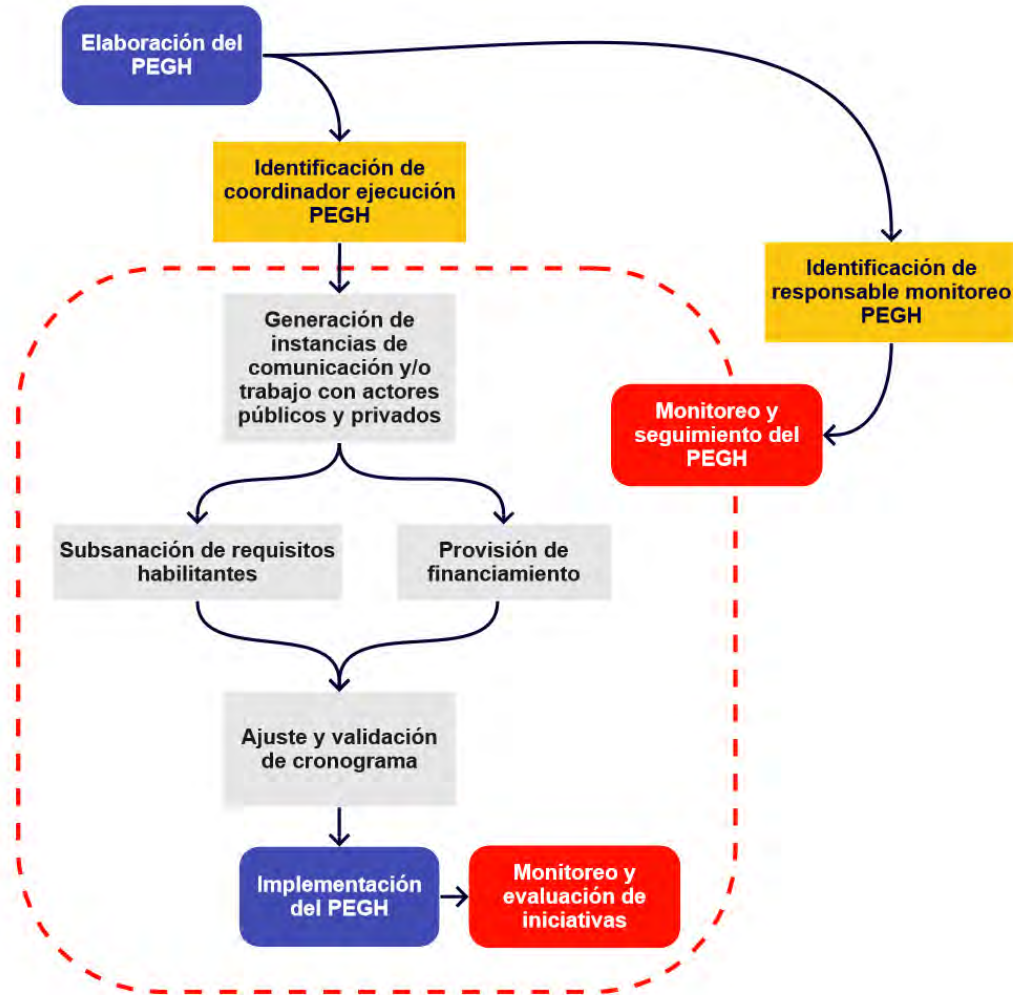 Elaboración del
PEGH
Identificación de
coordinador ejecución
PEGH
Identificación de
responsable monitoreo
PEGH
Generación de
instancias de
comunicación y/o
trabajo con actores
públicos y privados
Monitoreo y
seguimiento del
PEGH
Subsanación de requisitos
habilitantes
Provisión de
financiamiento
Ajuste y validación
de cronograma
Implementación
del PEGH
Monitoreo y
evaluación de
iniciativas